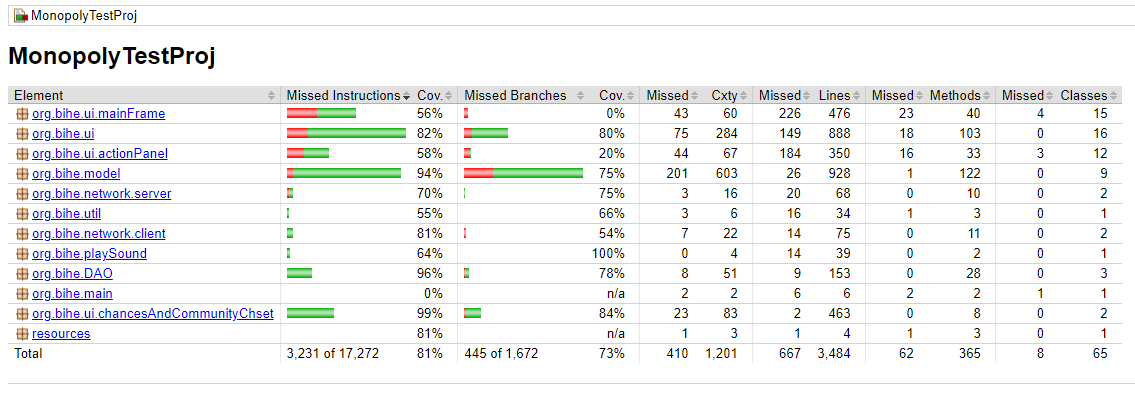 MonopolyTestProj
MonopolyTestProj
Element Missed Instructions Cov. Missed Branches Cov. Missed Cxty Missed Lines Missed Methods Missed Classes
org.bihe.ui.mainFrame 56% 0% 43 60 226 476 23 40 4 15
org.bihe.ui 82% 80% 75 284 149 888 18 103 0 16
org.bihe.ui.actionPanel 58% 20% 44 67 184 350 16 33 3 12
org.bihe.model 94% 75% 201 603 26 928 1 122 0 9
org.bihe.network.server 70% 75% 3 16 20 68 0 10 0 2
org.bihe.util 55% 66% 3 6 16 34 1 3 0 1
org.bihe.network.client 81% 54% 7 22 14 75 0 11 0 2
org.bihe.playSound 64% 100% 0 4 14 39 0 2 0 1
org.bihe.DAO 96% 78% 8 51 9 153 0 28 0 3
org.bihe.main 0% n/a 2 2 6 6 2 2 1 1
org.bihe.ui.chancesAndCommunityChset 99% 84% 23 83 2 463 0 8 0 2
resources 81% n/a 1 3 1 4 1 3 0 1
Total 3,231 of 17,272 81% 445 of 1,672 73% 410 1,201 667 3,484 62 365 8 65